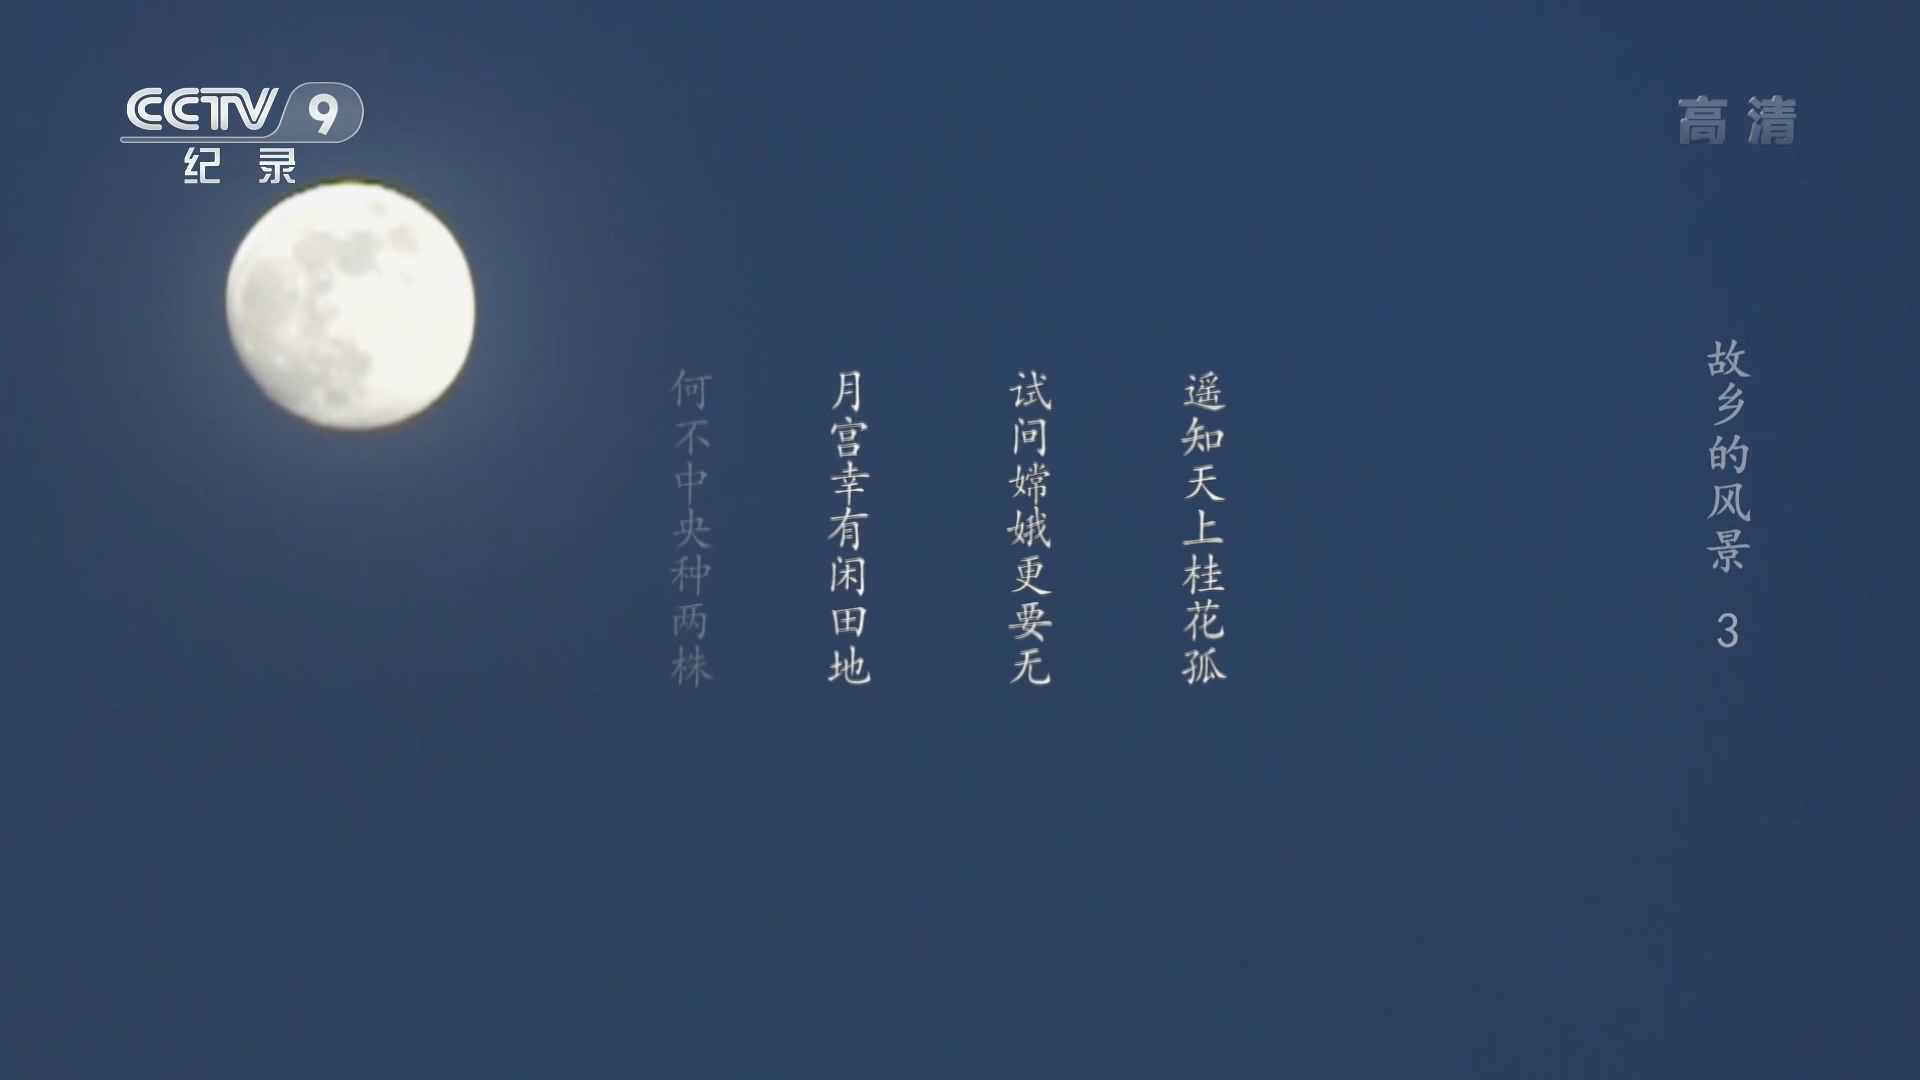 CCTV 9
纪录
高清
故乡的风景 3
遥知天上桂花孤
试问嫦娥更要无
月宫幸有闲田地
何不中央种两株